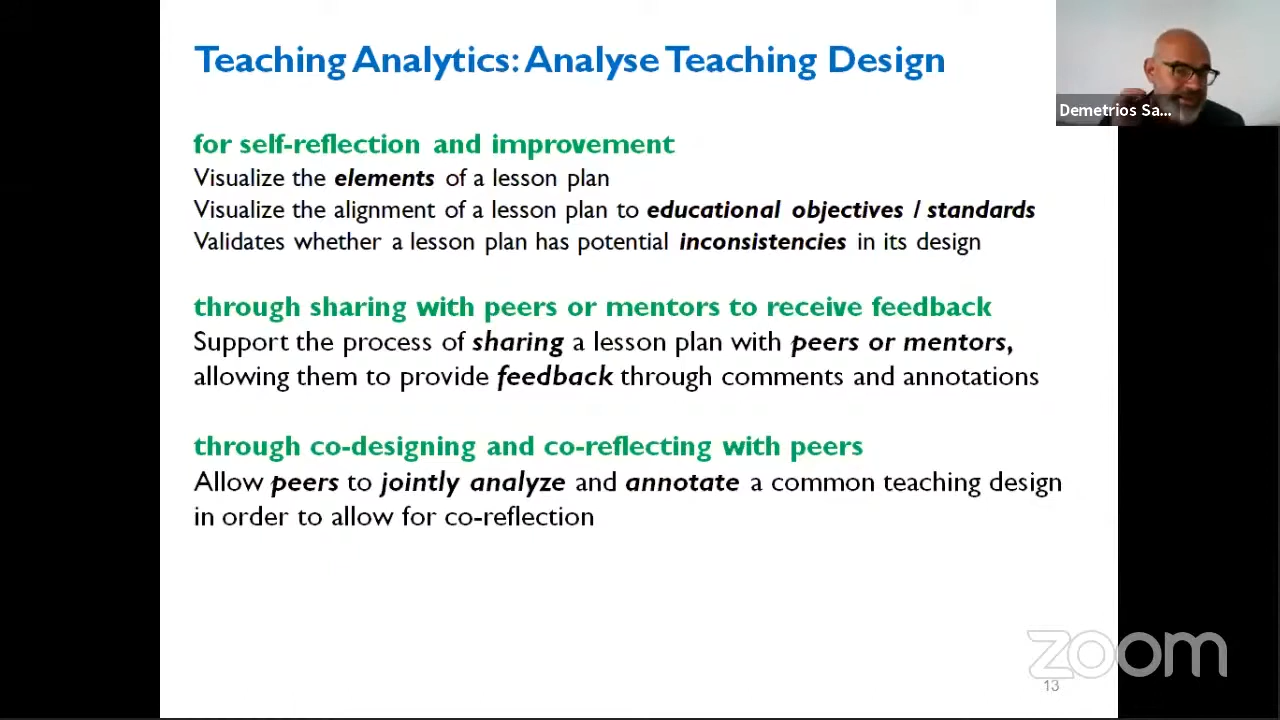 Teaching Analytics: Analyse Teaching Design
Demetrios Sa...
for self-reflection and improvement
Visualize the elements of a lesson plan
Visualize the alignment of a lesson plan to educational objectives / standards
Validates whether a lesson plan has potential inconsistencies in its design
through sharing with peers or mentors to receive feedback
Support the process of sharing a lesson plan with peers or mentors,
allowing them to provide feedback through comments and annotations
through co-designing and co-reflecting with peers
Allow peers to jointly analyze and annotate a common teaching design
in order to allow for co-reflection
zoom
13